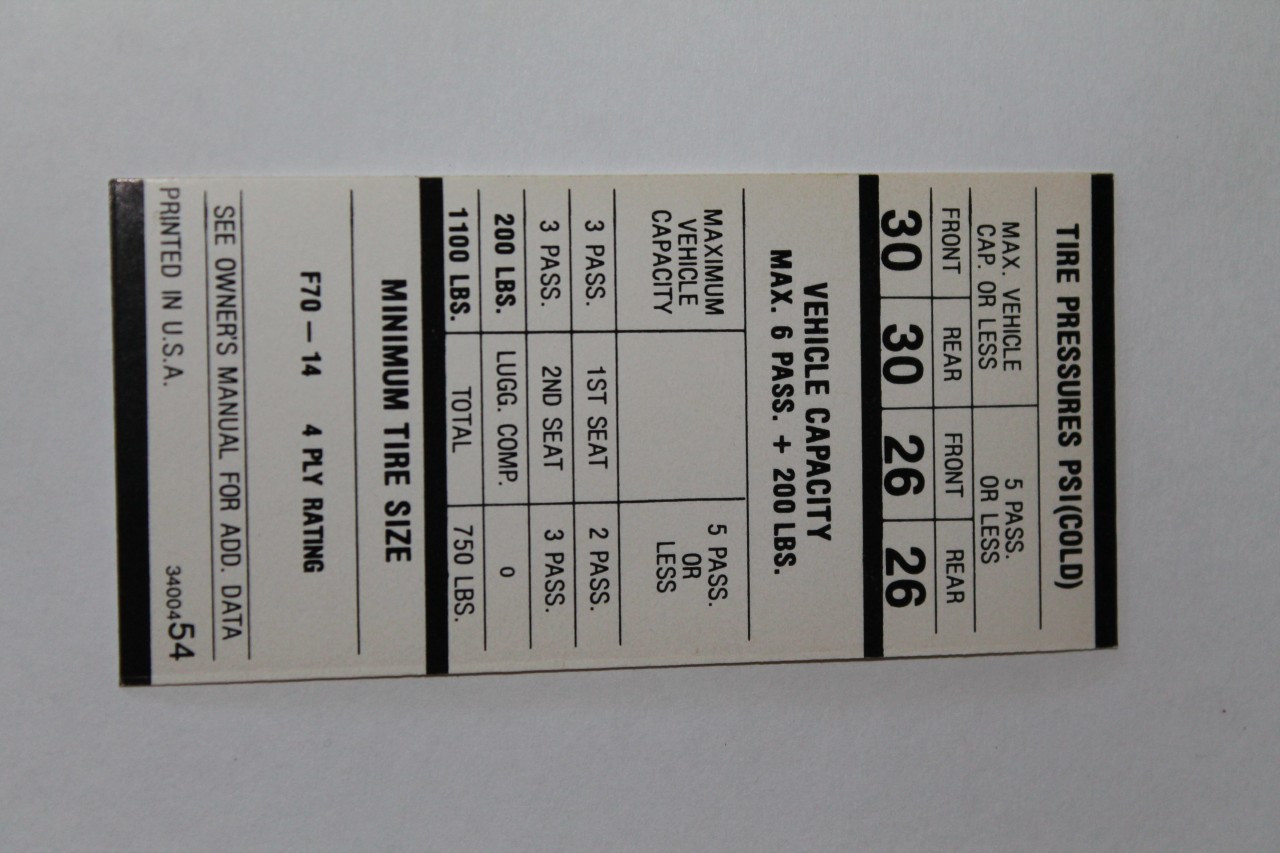 TIRE PRESSURES PSI(COLD)
MAX. VEHICLE CAP. OR LESS 5 PASS. OR LESS
FRONT REAR FRONT REAR
30 30 26 26
VEHICLE CAPACITY
MAX. 6 PASS. + 200 LBS.
MAXIMUM VEHICLE CAPACITY 5 PASS. OR LESS
3 PASS. 1ST SEAT 2 PASS.
3 PASS. 2ND SEAT 3 PASS.
200 LBS. LUGG. COMP. 0
1100 LBS. TOTAL 750 LBS.
MINIMUM TIRE SIZE
F70-14 4 PLY RATING
SEE OWNER'S MANUAL FOR ADD. DATA
PRINTED IN U.S.A. 3400454